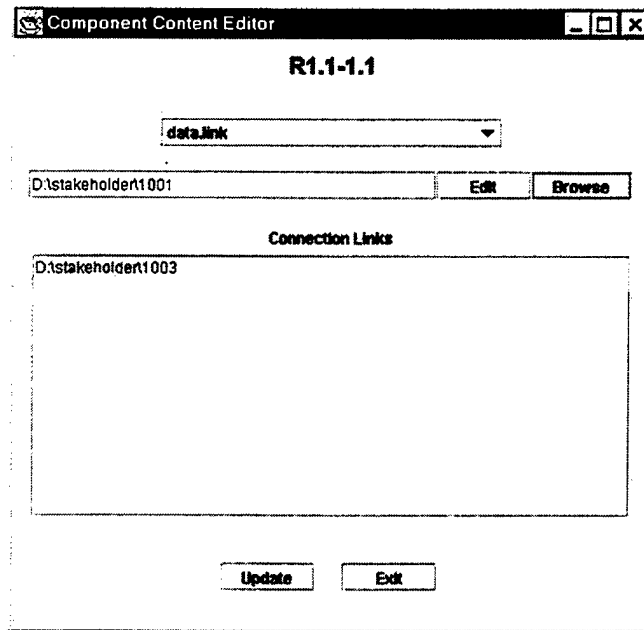 Component Content Editor
R1.1-1.1
data.link
D:\stakeholder\1001 Edit Browse
Connection Links
D:\stakeholder\1003
Update Exit